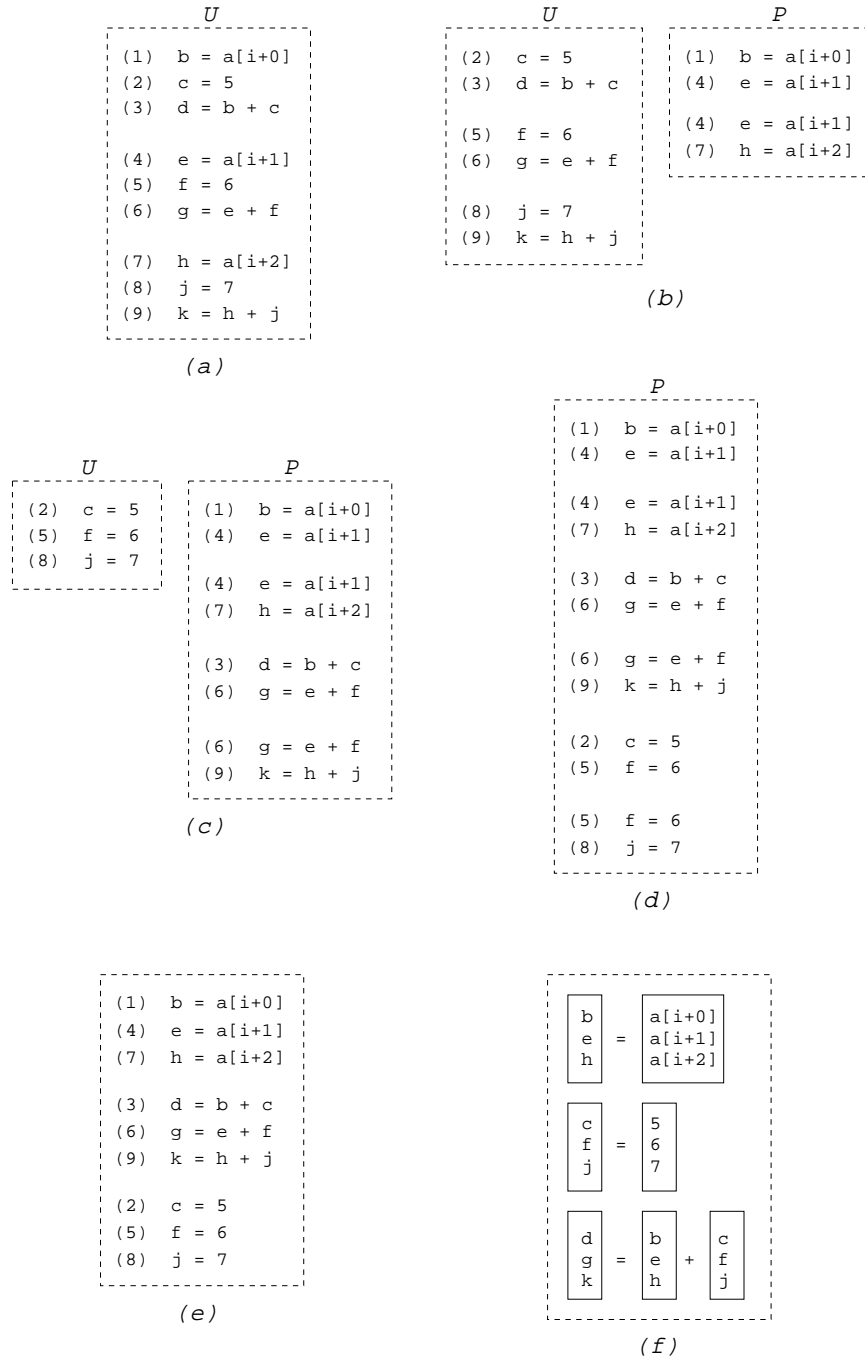 U
(1) b = a[i+0]
(2) c = 5
(3) d = b + c
(4) e = a[i+1]
(5) f = 6
(6) g = e + f
(7) h = a[i+2]
(8) j = 7
(9) k = h + j
(a)
U
(2) c = 5
(3) d = b + c
(5) f = 6
(6) g = e + f
(8) j = 7
(9) k = h + j
P
(1) b = a[i+0]
(4) e = a[i+1]
(4) e = a[i+1]
(7) h = a[i+2]
(b)
U
(2) c = 5
(5) f = 6
(8) j = 7
P
(1) b = a[i+0]
(4) e = a[i+1]
(4) e = a[i+1]
(7) h = a[i+2]
(3) d = b + c
(6) g = e + f
(6) g = e + f
(9) k = h + j
(c)
P
(1) b = a[i+0]
(4) e = a[i+1]
(4) e = a[i+1]
(7) h = a[i+2]
(3) d = b + c
(6) g = e + f
(6) g = e + f
(9) k = h + j
(2) c = 5
(5) f = 6
(5) f = 6
(8) j = 7
(d)
(1) b = a[i+0]
(4) e = a[i+1]
(7) h = a[i+2]
(3) d = b + c
(6) g = e + f
(9) k = h + j
(2) c = 5
(5) f = 6
(8) j = 7
(e)
b a[i+0]
e = a[i+1]
h a[i+2]
c 5
f = 6
j 7
d b c
g = e + f
k h j
(f)